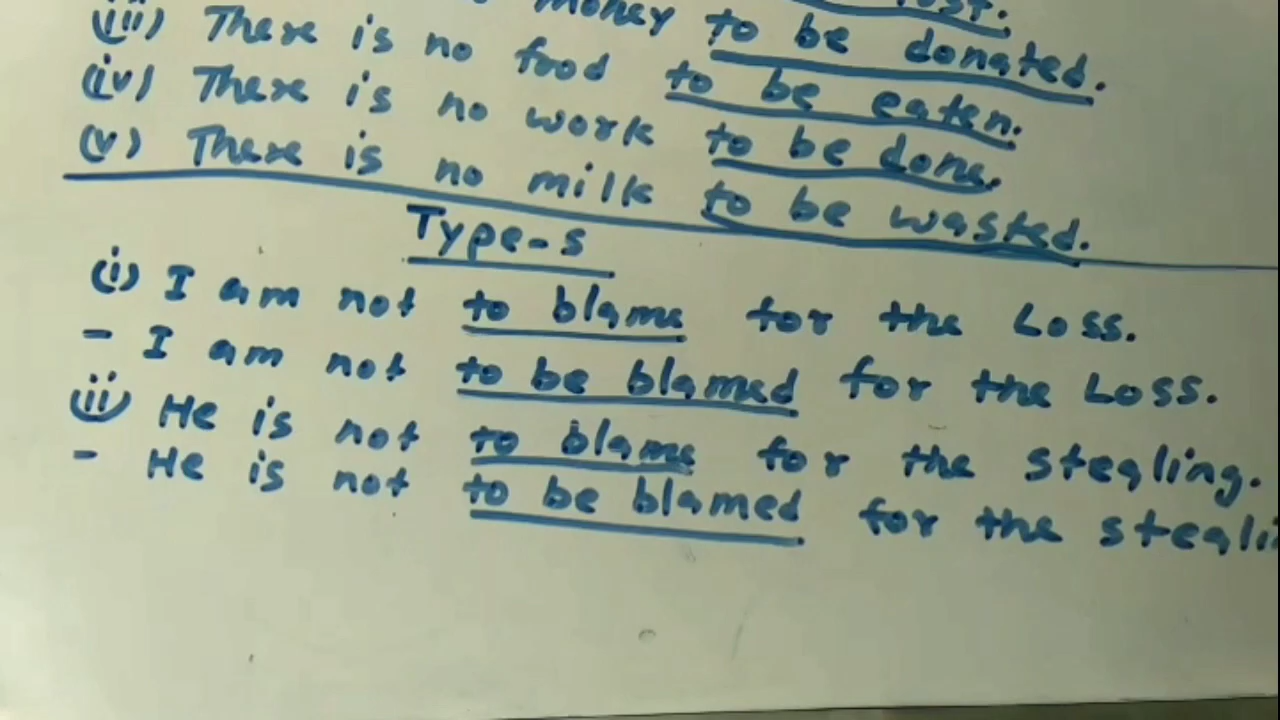 money to be donated.
(iii) There is no food to be eaten.
(iv) There is no work to be done.
(v) There is no milk to be wasted.
Type-5
(i) I am not to blame for the Loss.
- I am not to be blamed for the Loss.
(ii) He is not to blame for the stealing.
- He is not to be blamed for the steali